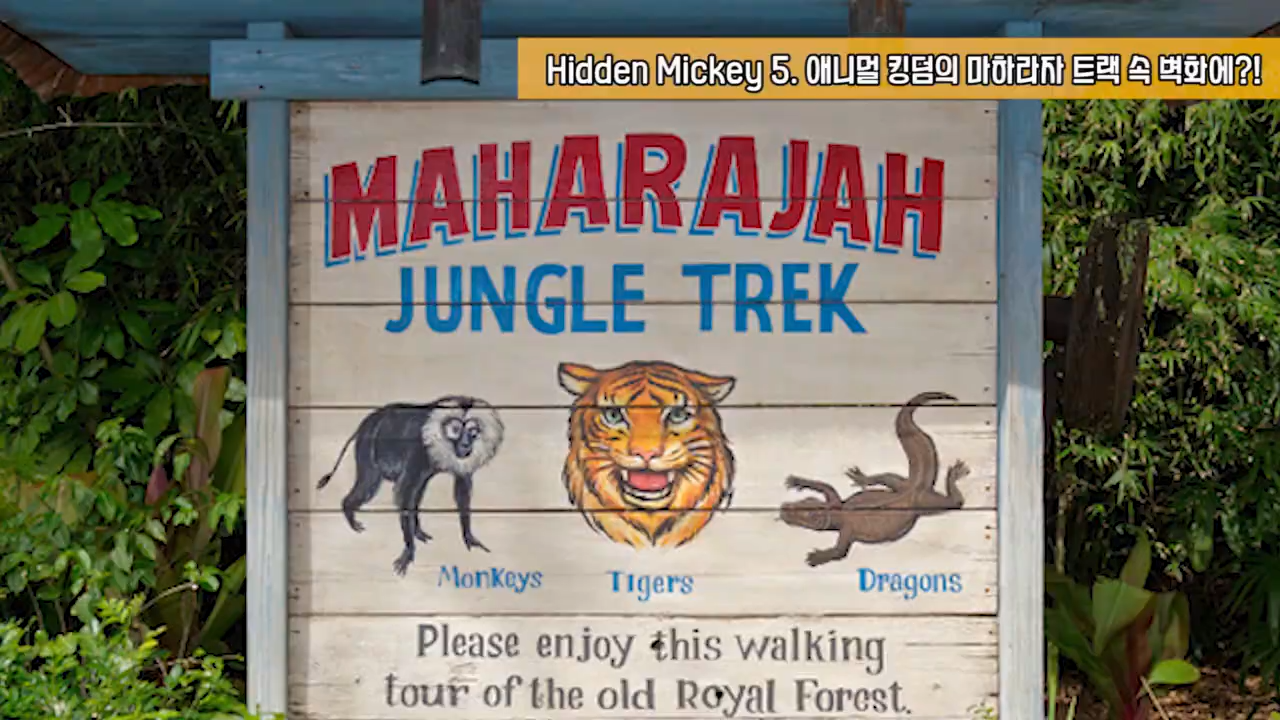 Hidden Mickey 5. 애니멀 킹덤의 마하라자 트랙 속 벽화에?!
MAHARAJAH
JUNGLE TREK
Monkeys Tigers Dragons
Please enjoy this walking
tour of the old Royal Forest.